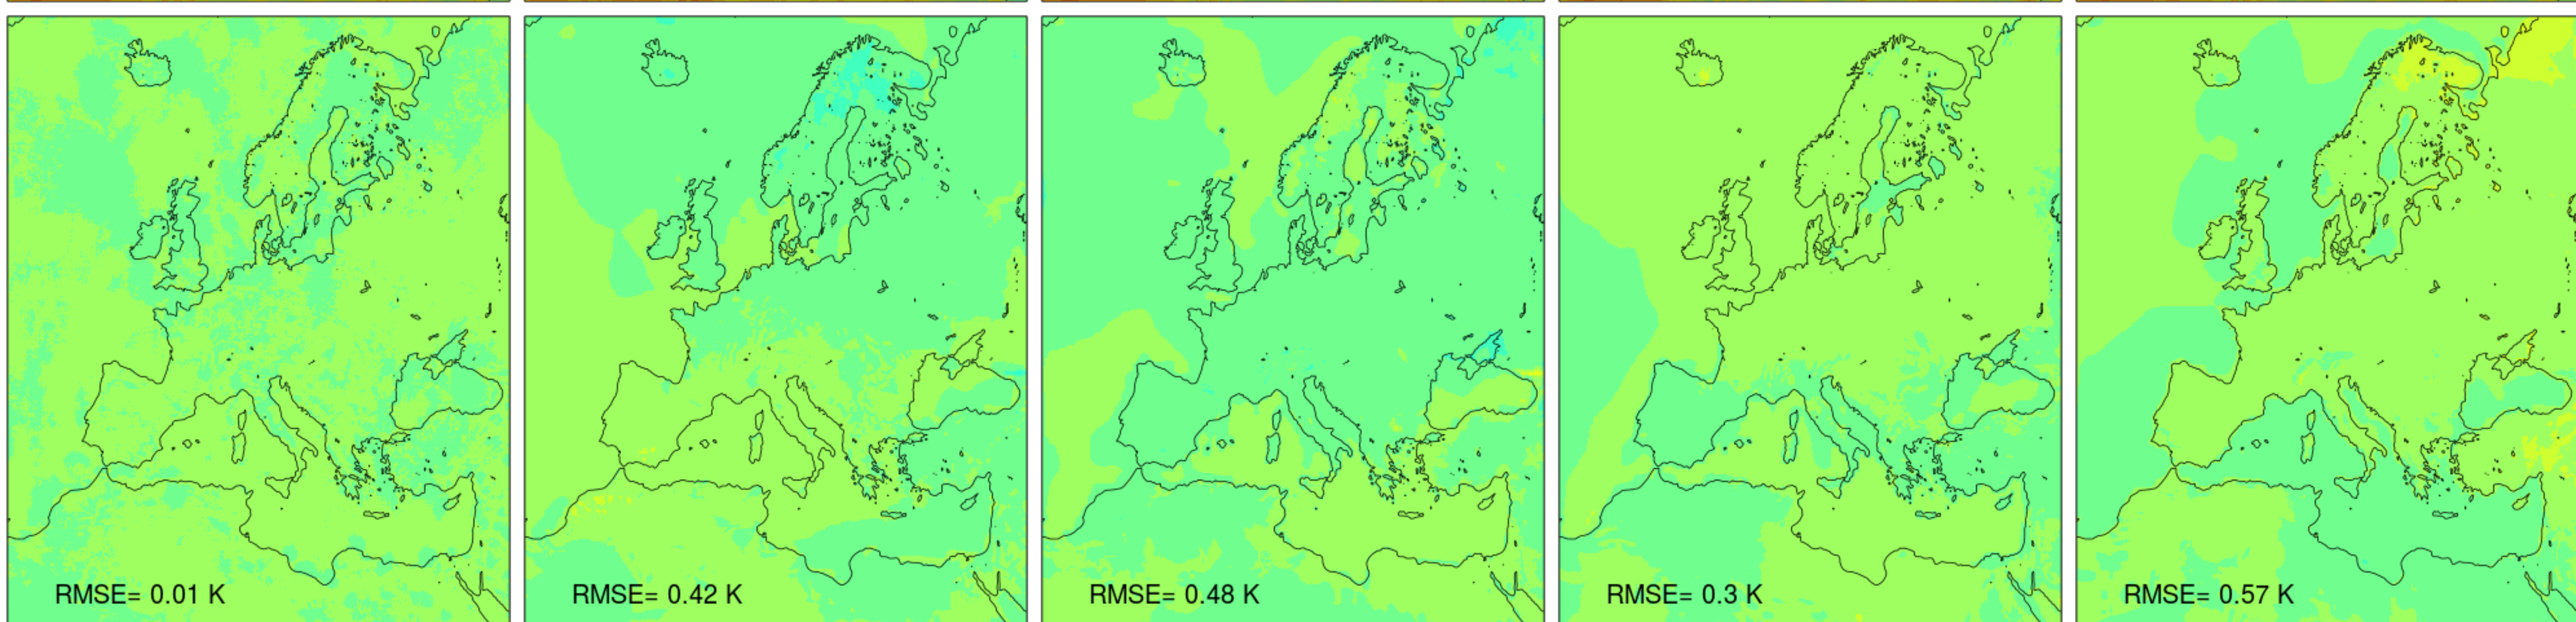 RMSE= 0.01 K
RMSE= 0.42 K
RMSE= 0.48 K
RMSE= 0.3 K
RMSE= 0.57 K